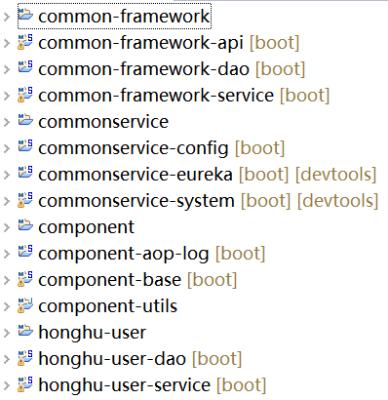 common-framework
common-framework-api [boot]
common-framework-dao [boot]
common-framework-service [boot]
commonservice
commonservice-config [boot]
commonservice-eureka [boot] [devtools]
commonservice-system [boot] [devtools]
component
component-aop-log [boot]
component-base [boot]
component-utils
honghu-user
honghu-user-dao [boot]
honghu-user-service [boot]